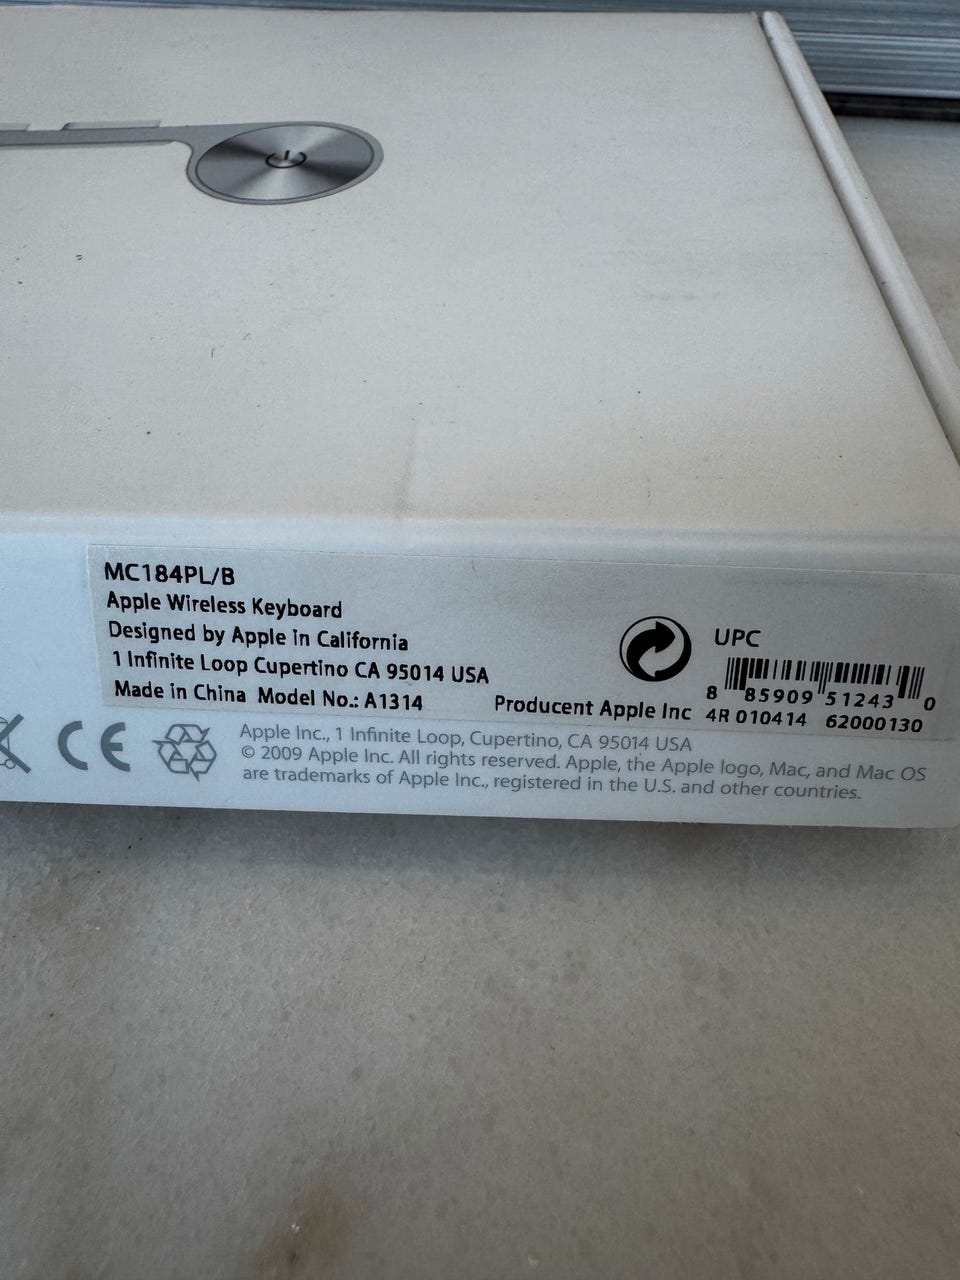 MC184PL/B
Apple Wireless Keyboard
Designed by Apple in California
1 Infinite Loop Cupertino CA 95014 USA
Made in China Model No.: A1314
Producent Apple Inc
UPC
8 85909 51243 0
4R 010414 62000130
CE
Apple Inc., 1 Infinite Loop, Cupertino, CA 95014 USA
© 2009 Apple Inc. All rights reserved. Apple, the Apple logo, Mac, and Mac OS
are trademarks of Apple Inc., registered in the U.S. and other countries.